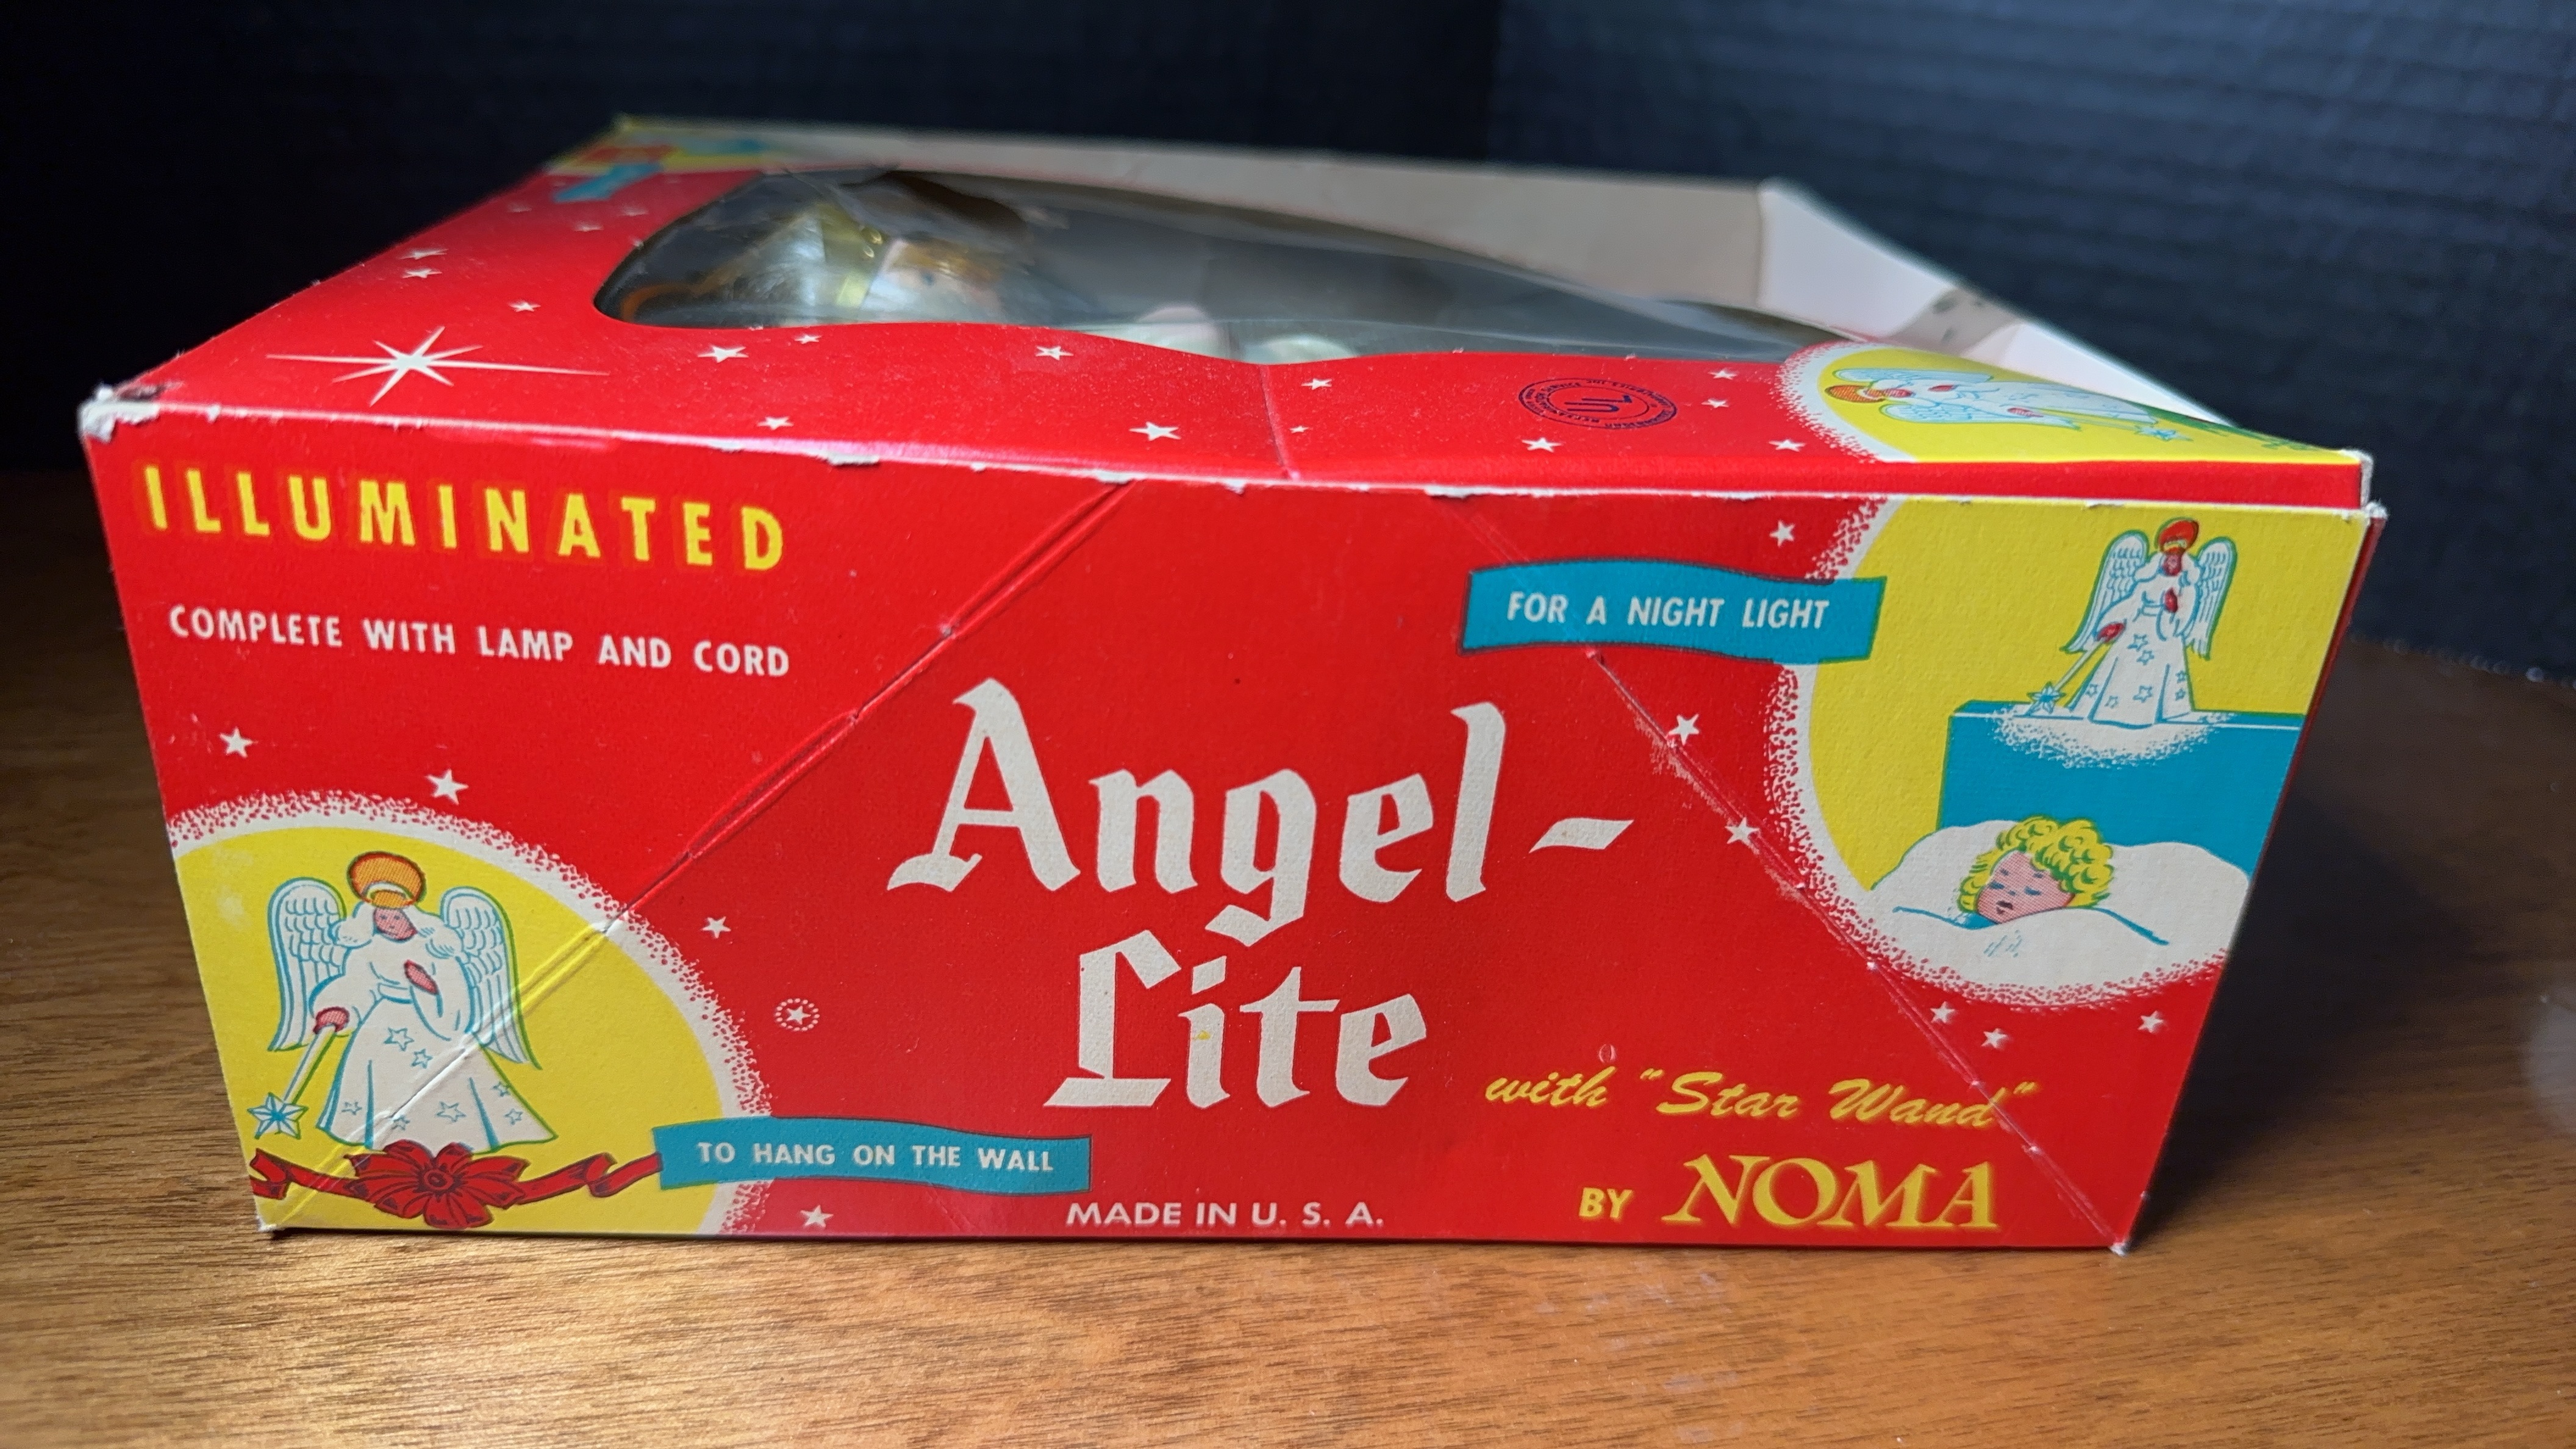 UL
ILLUMINATED
COMPLETE WITH LAMP AND CORD
FOR A NIGHT LIGHT
Angel-
Lite
with "Star Wand"
TO HANG ON THE WALL
MADE IN U. S. A.
BY NOMA